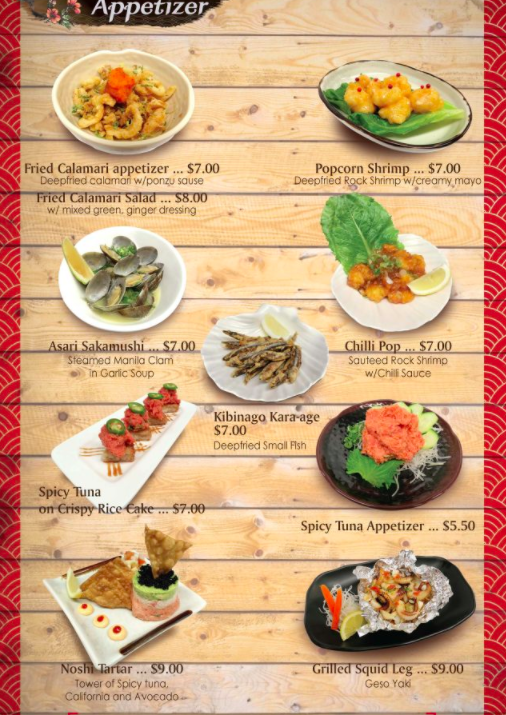 Appetizer
Fried Calamari appetizer ... $7.00
Deepfried calamari w/ponzu sause
Fried Calamari Salad ... $8.00
w/ mixed green, ginger dressing
Popcorn Shrimp ... $7.00
Deepfried Rock Shrimp w/creamy mayo
Asari Sakamushi ... $7.00
Steamed Manila Clam
in Garlic Soup
Chilli Pop ... $7.00
Sauteed Rock Shrimp
w/Chilli Sauce
Kibinago Kara-age
$7.00
Deepfried Small Fish
Spicy Tuna
on Crispy Rice Cake ... $7.00
Spicy Tuna Appetizer ... $5.50
Noshi Tartar ... $9.00
Tower of Spicy tuna,
California and Avocado
Grilled Squid Leg ... $9.00
Geso Yaki